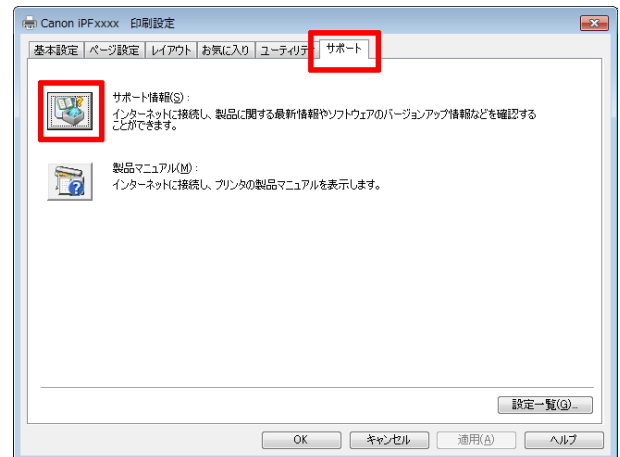 Canon iPFxxxx 印刷設定
基本設定 ページ設定 レイアウト お気に入り ユーティリティ サポート
サポート情報(S) :
インターネットに接続し、製品に関する最新情報やソフトウェアのバージョンアップ情報などを確認する
ことができます。
製品マニュアル(M) :
インターネットに接続し、プリンタの製品マニュアルを表示します。
設定一覧(G)...
OK キャンセル 適用(A) ヘルプ